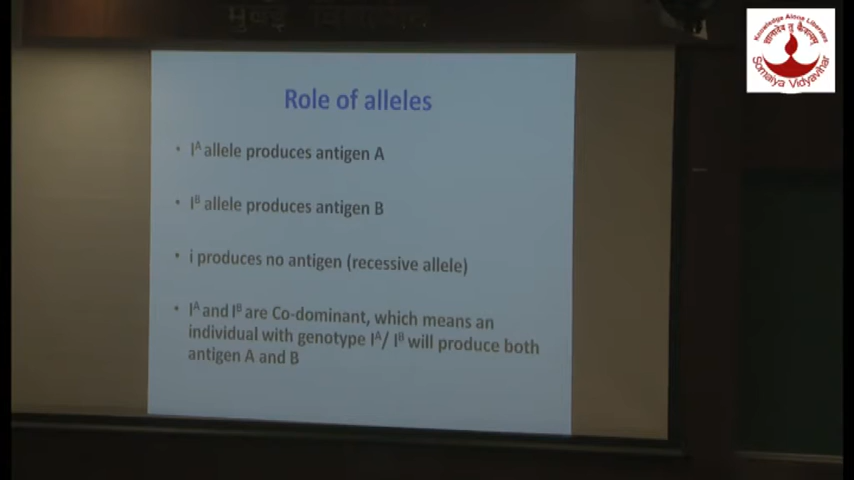 Knowledge Alone Liberates
Somaiya Vidyavihar
Role of alleles
• Iᴬ allele produces antigen A
• Iᴮ allele produces antigen B
• i produces no antigen (recessive allele)
• Iᴬ and Iᴮ are Co-dominant, which means an
individual with genotype Iᴬ/ Iᴮ will produce both
antigen A and B